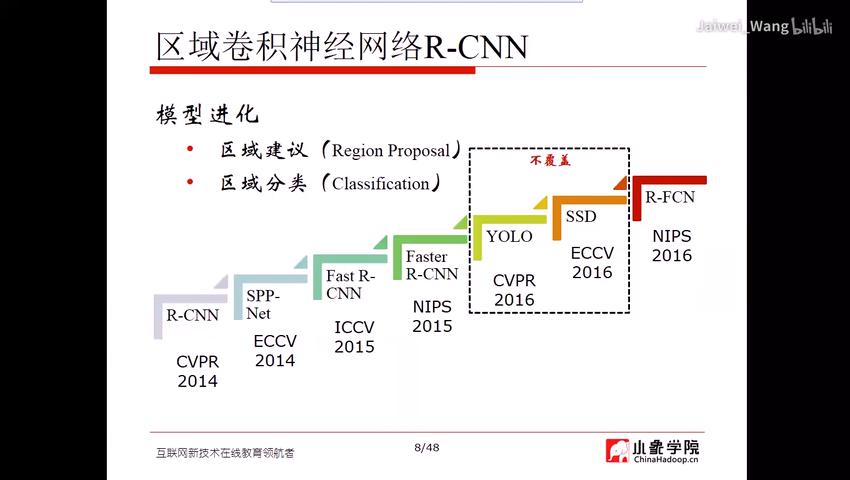 Jaiwei_Wang bilibili
区域卷积神经网络R-CNN
模型进化
• 区域建议（Region Proposal）
• 区域分类（Classification）
不覆盖
R-CNN
CVPR
2014
SPP-
Net
ECCV
2014
Fast R-
CNN
ICCV
2015
Faster
R-CNN
NIPS
2015
YOLO
CVPR
2016
SSD
ECCV
2016
R-FCN
NIPS
2016
互联网新技术在线教育领航者
8/48
小象学院
ChinaHadoop.cn